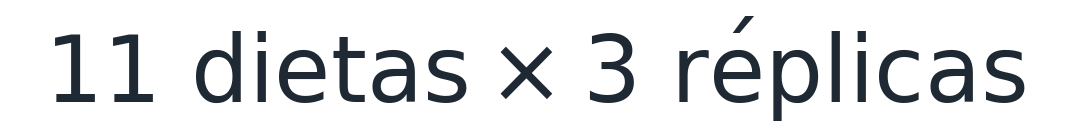 11 dietas × 3 réplicas